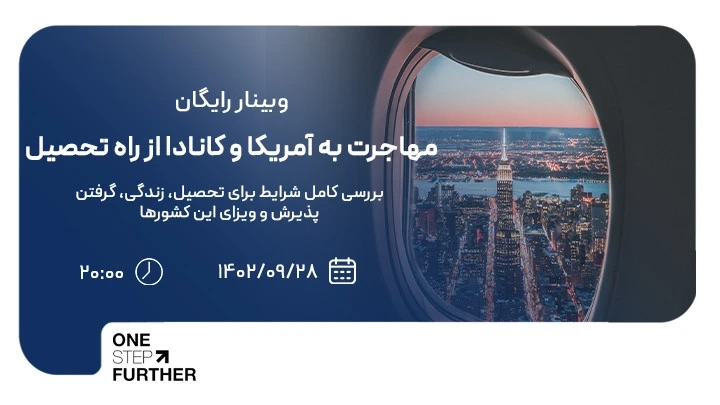 وبینار رایگان
مهاجرت به آمریکا و کانادا از راه تحصیل
بررسی کامل شرایط برای تحصیل، زندگی، گرفتن
پذیرش و ویزای این کشورها
۱۴۰۲/۰۹/۲۸
۲۰:۰۰
ONE
STEP
FURTHER